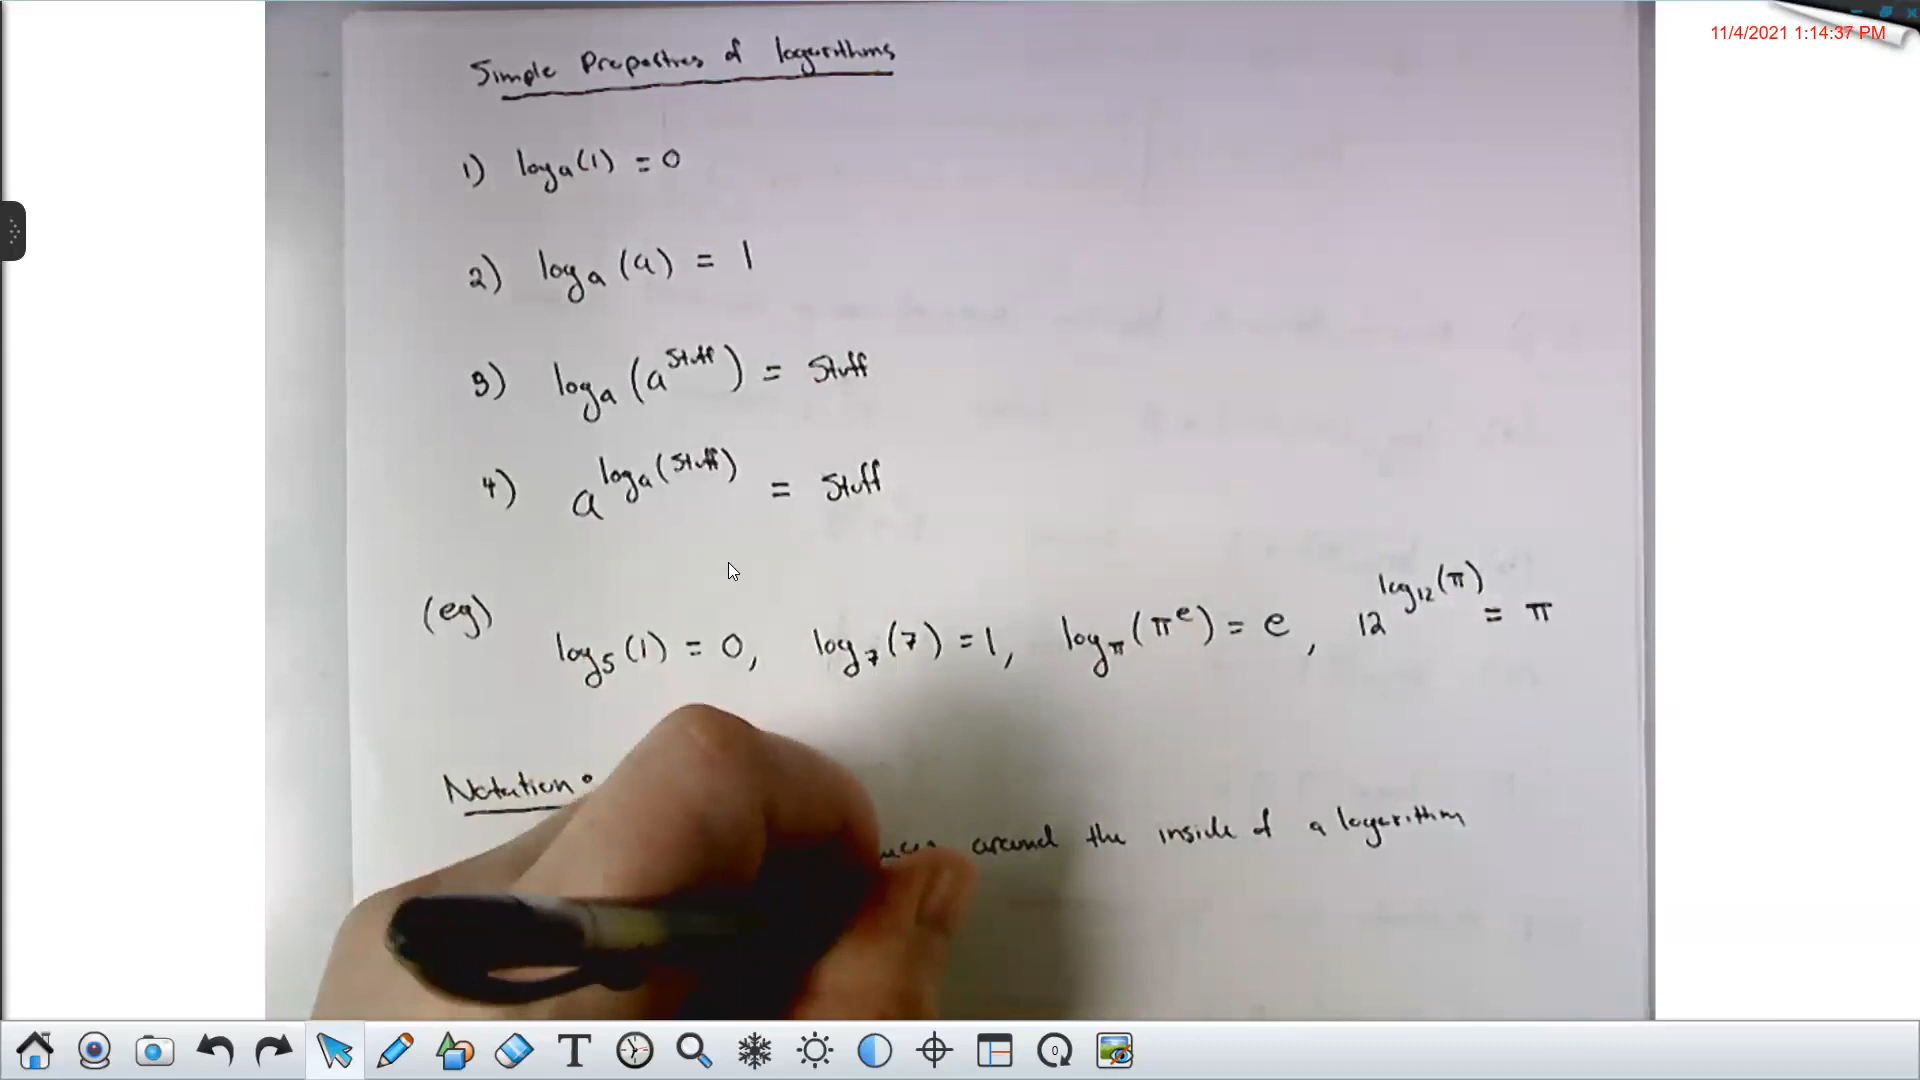 11/4/2021 1:14:37 PM
Simple Properties of logarithms
1) logₐ(1) = 0
2) logₐ(a) = 1
3) logₐ(a^stuff) = stuff
4) a^logₐ(stuff) = stuff
(eg) log₅(1) = 0, log₇(7) = 1, log_π(π^e) = e, 12^log₁₂(π) = π
Notation:
around the inside of a logarithm
T
0